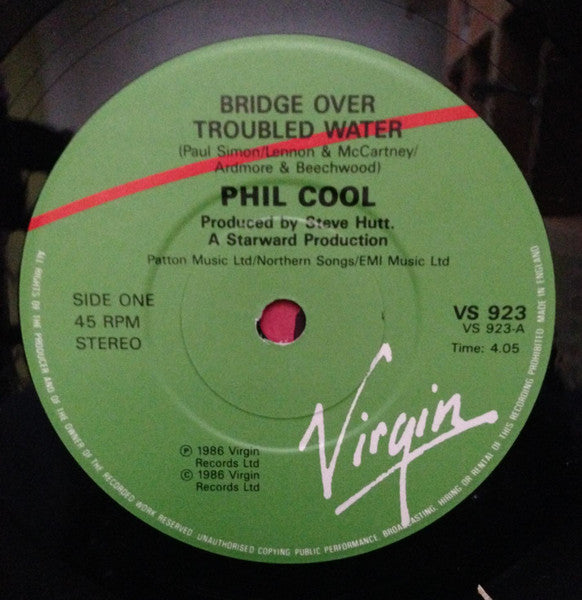 BRIDGE OVER
TROUBLED WATER
(Paul Simon/Lennon & McCartney/
Ardmore & Beechwood)
PHIL COOL
Produced by Steve Hutt.
A Starward Production
Patton Music Ltd/Northern Songs/EMI Music Ltd
SIDE ONE
45 RPM
STEREO
VS 923
VS 923-A
Time: 4.05
Virgin
℗ 1986 Virgin
Records Ltd
© 1986 Virgin
Records Ltd
ALL RIGHTS OF THE PRODUCER AND OF THE OWNER OF THE RECORDED WORK RESERVED. UNAUTHORISED COPYING PUBLIC PERFORMANCE, BROADCASTING, HIRING OR RENTAL OF THIS RECORDING PROHIBITED. MADE IN ENGLAND